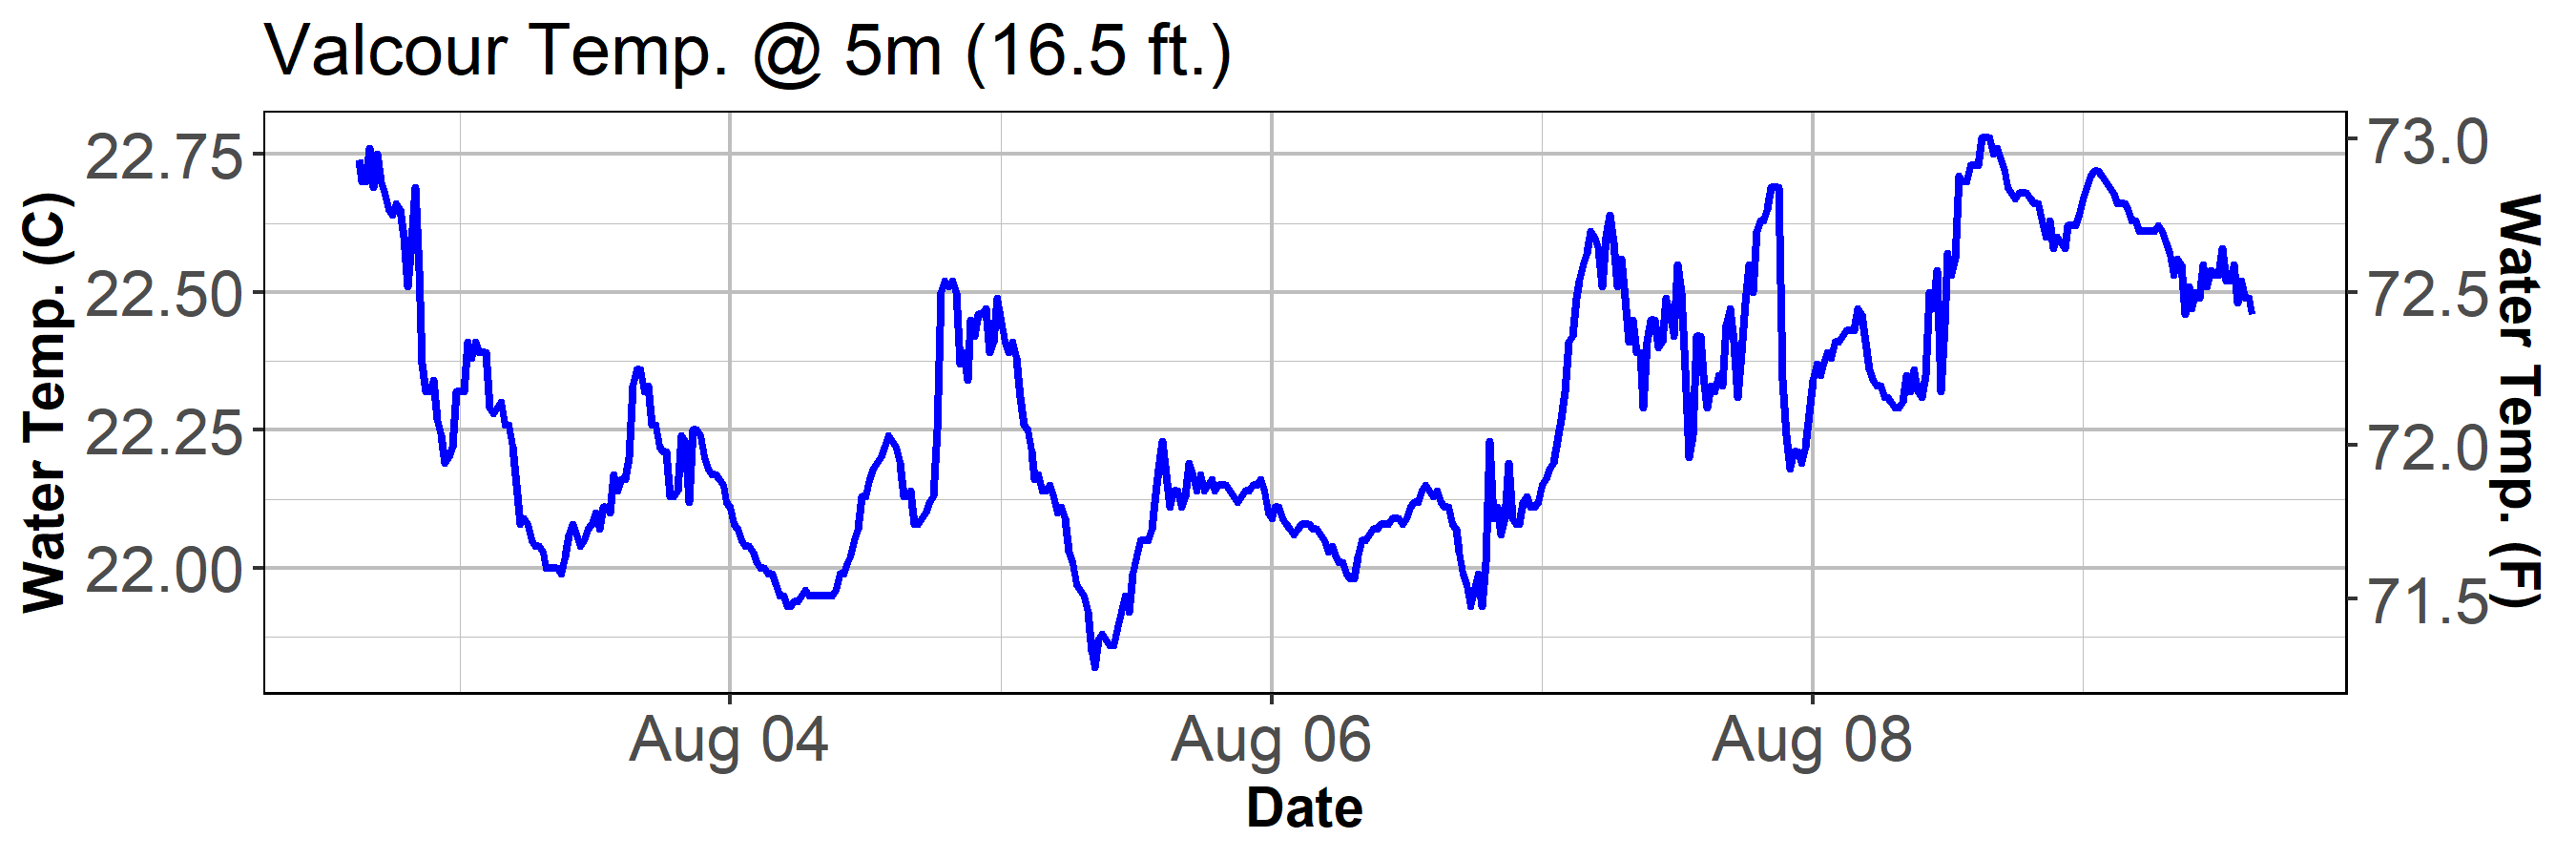 Valcour Temp. @ 5m (16.5 ft.)
Water Temp. (C)
22.75
22.50
22.25
22.00
73.0
72.5
72.0
71.5
Water Temp. (F)
Aug 04
Aug 06
Aug 08
Date